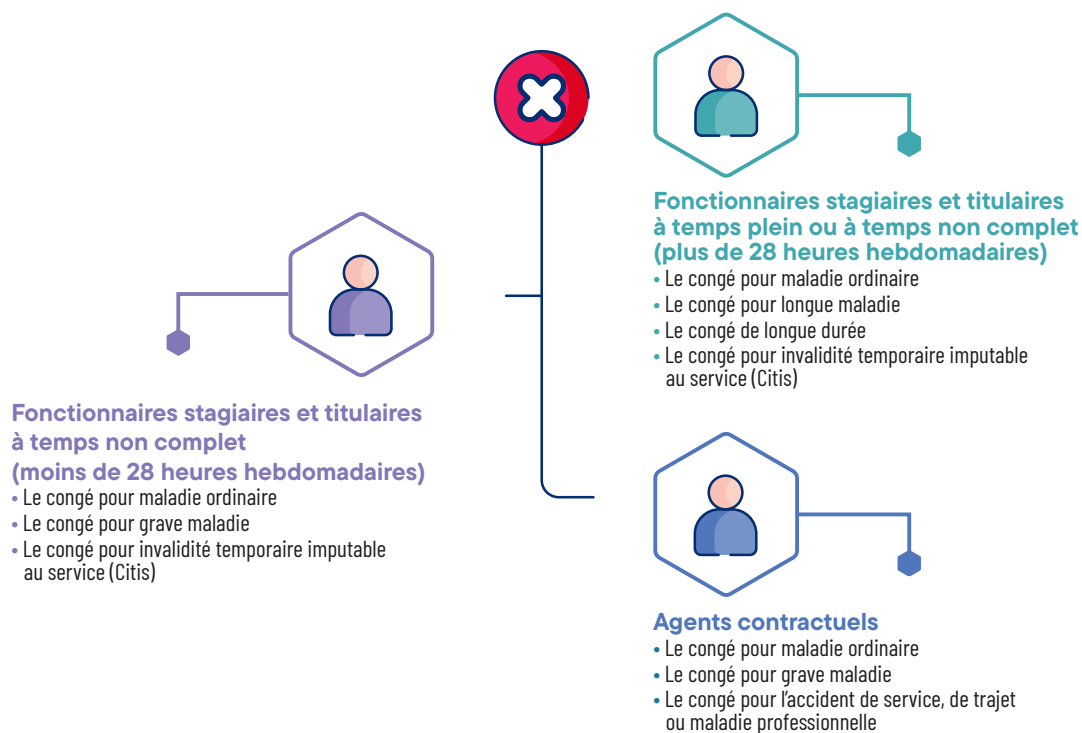 Fonctionnaires stagiaires et titulaires
à temps plein ou à temps non complet
(plus de 28 heures hebdomadaires)
• Le congé pour maladie ordinaire
• Le congé pour longue maladie
• Le congé de longue durée
• Le congé pour invalidité temporaire imputable
au service (Citis)
Fonctionnaires stagiaires et titulaires
à temps non complet
(moins de 28 heures hebdomadaires)
• Le congé pour maladie ordinaire
• Le congé pour grave maladie
• Le congé pour invalidité temporaire imputable
au service (Citis)
Agents contractuels
• Le congé pour maladie ordinaire
• Le congé pour grave maladie
• Le congé pour l'accident de service, de trajet
ou maladie professionnelle